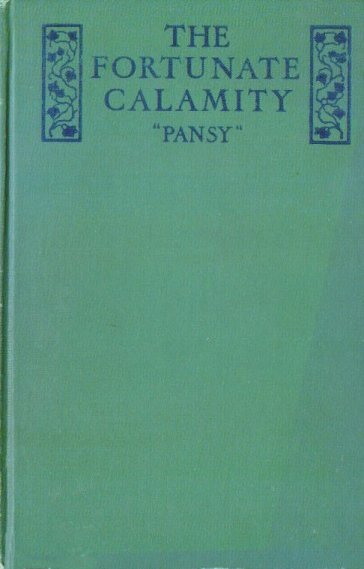 THE
FORTUNATE
CALAMITY
"PANSY"